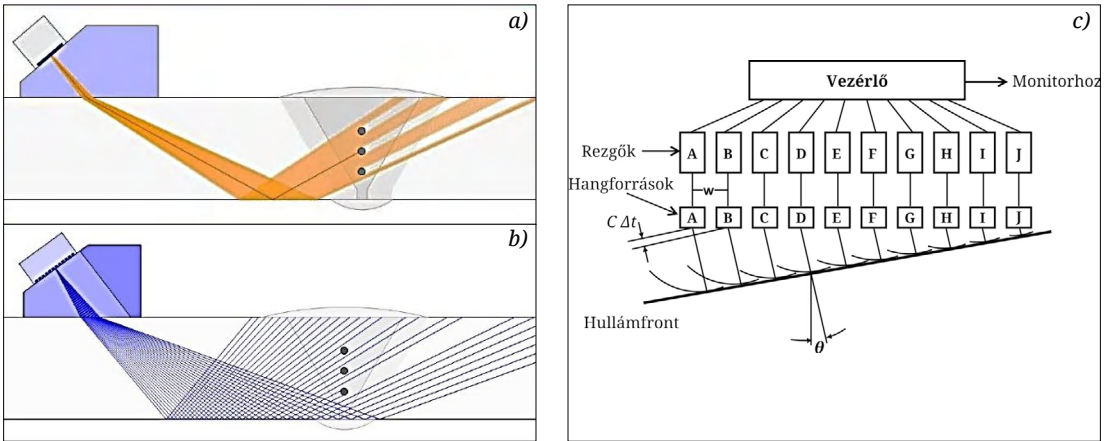 a)
b)
c)
Vezérlő
Monitorhoz
Rezgők
A B C D E F G H I J
Hangforrások
w
A B C D E F G H I J
C Δt
Hullámfront
θ